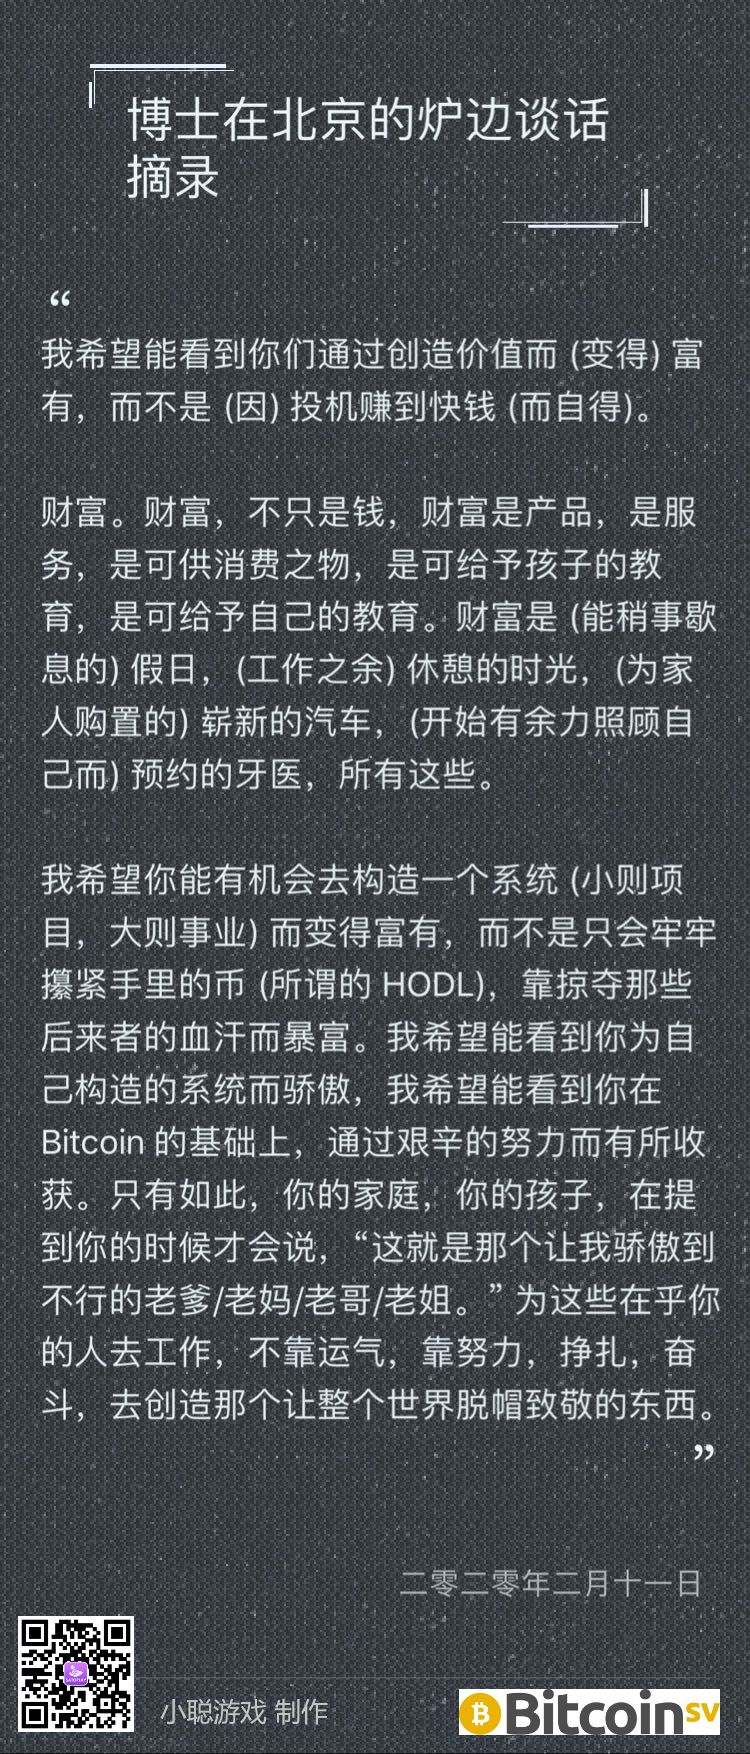 博士在北京的炉边谈话
摘录
“
我希望能看到你们通过创造价值而 (变得) 富
有，而不是 (因) 投机赚到快钱 (而自得)。
财富。财富，不只是钱，财富是产品，是服
务，是可供消费之物，是可给予孩子的教
育，是可给予自己的教育。财富是 (能稍事歇
息的) 假日，(工作之余) 休憩的时光，(为家
人购置的) 崭新的汽车，(开始有余力照顾自
己而) 预约的牙医，所有这些。
我希望你能有机会去构造一个系统 (小则项
目，大则事业) 而变得富有，而不是只会牢牢
攥紧手里的币 (所谓的 HODL)，靠掠夺那些
后来者的血汗而暴富。我希望能看到你为自
己构造的系统而骄傲，我希望能看到你在
Bitcoin 的基础上，通过艰辛的努力而有所收
获。只有如此，你的家庭，你的孩子，在提
到你的时候才会说，“这就是那个让我骄傲到
不行的老爹/老妈/老哥/老姐。” 为这些在乎你
的人去工作，不靠运气，靠努力，挣扎，奋
斗，去创造那个让整个世界脱帽致敬的东西。
”
二零二零年二月十一日
小聪游戏 制作
Bitcoin SV